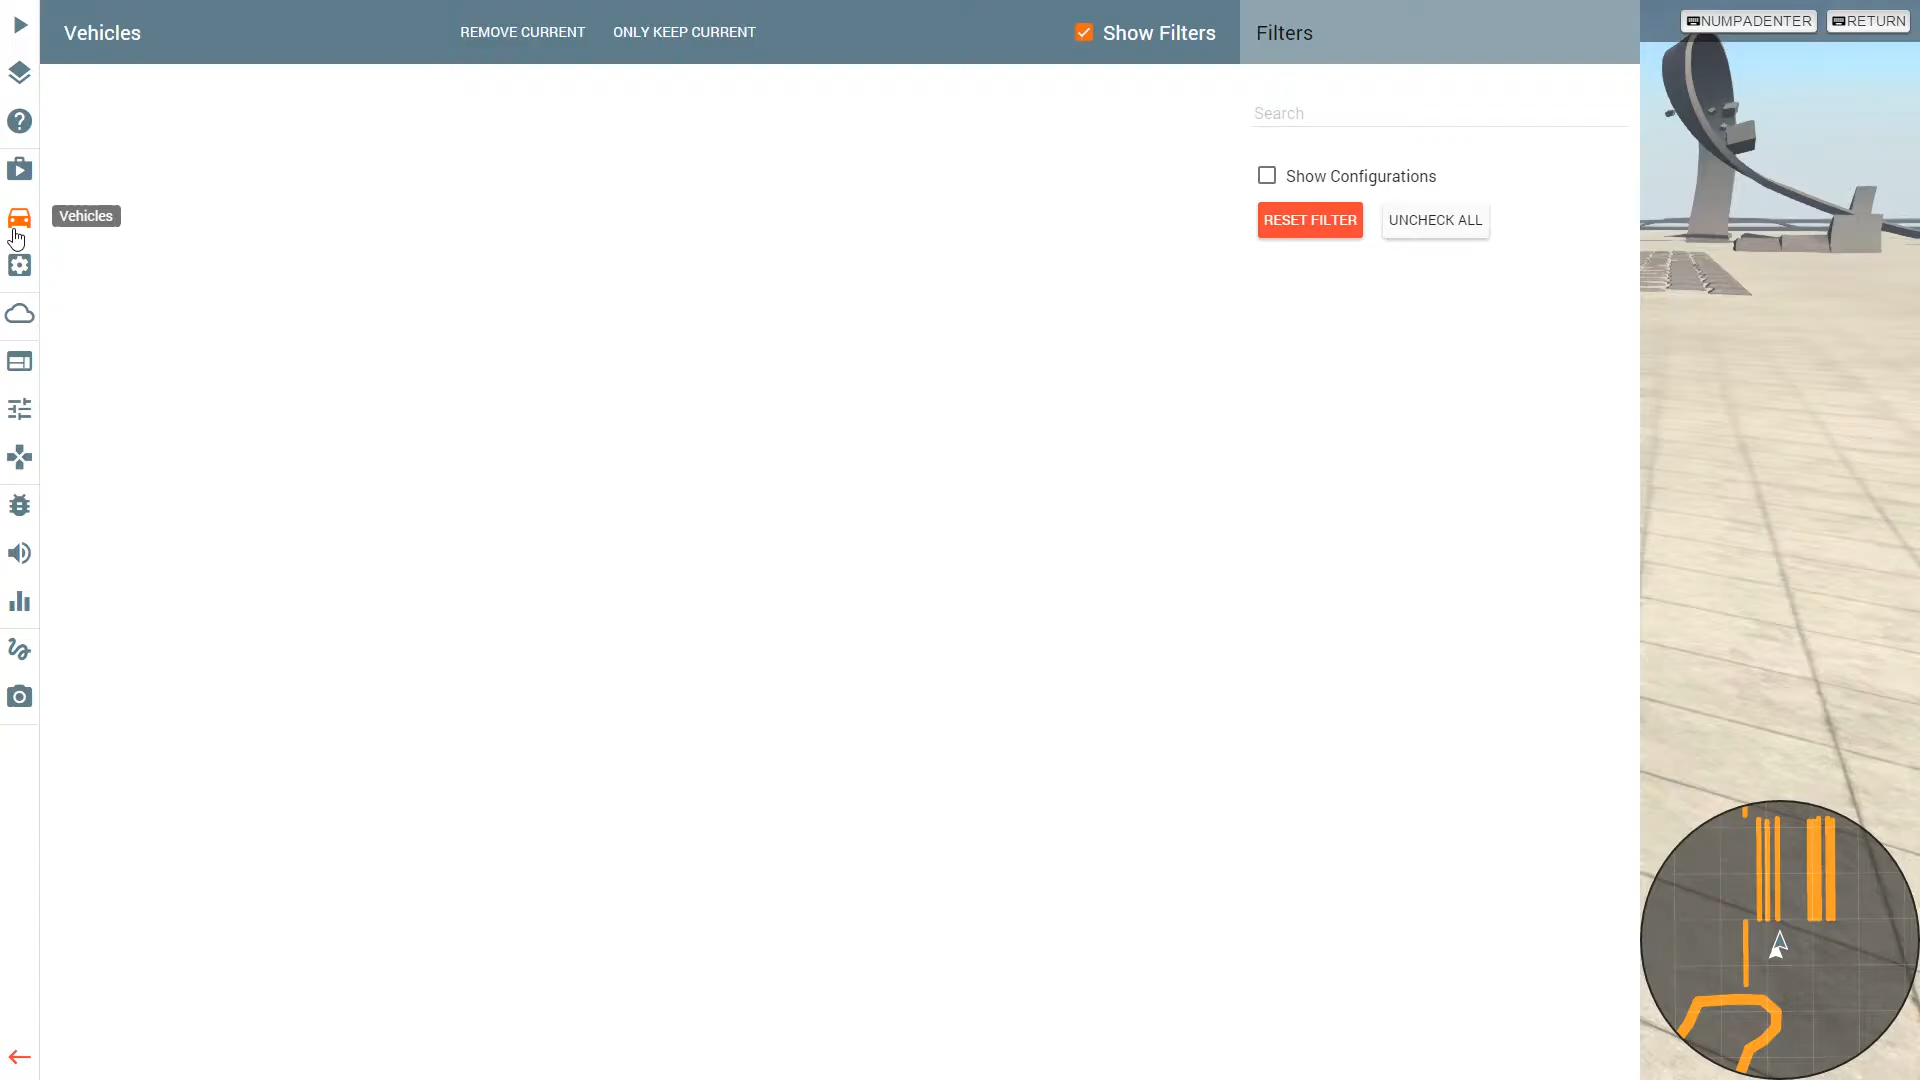 Vehicles
REMOVE CURRENT
ONLY KEEP CURRENT
Show Filters
Filters
NUMPADENTER
RETURN
Search
Show Configurations
Vehicles
RESET FILTER
UNCHECK ALL